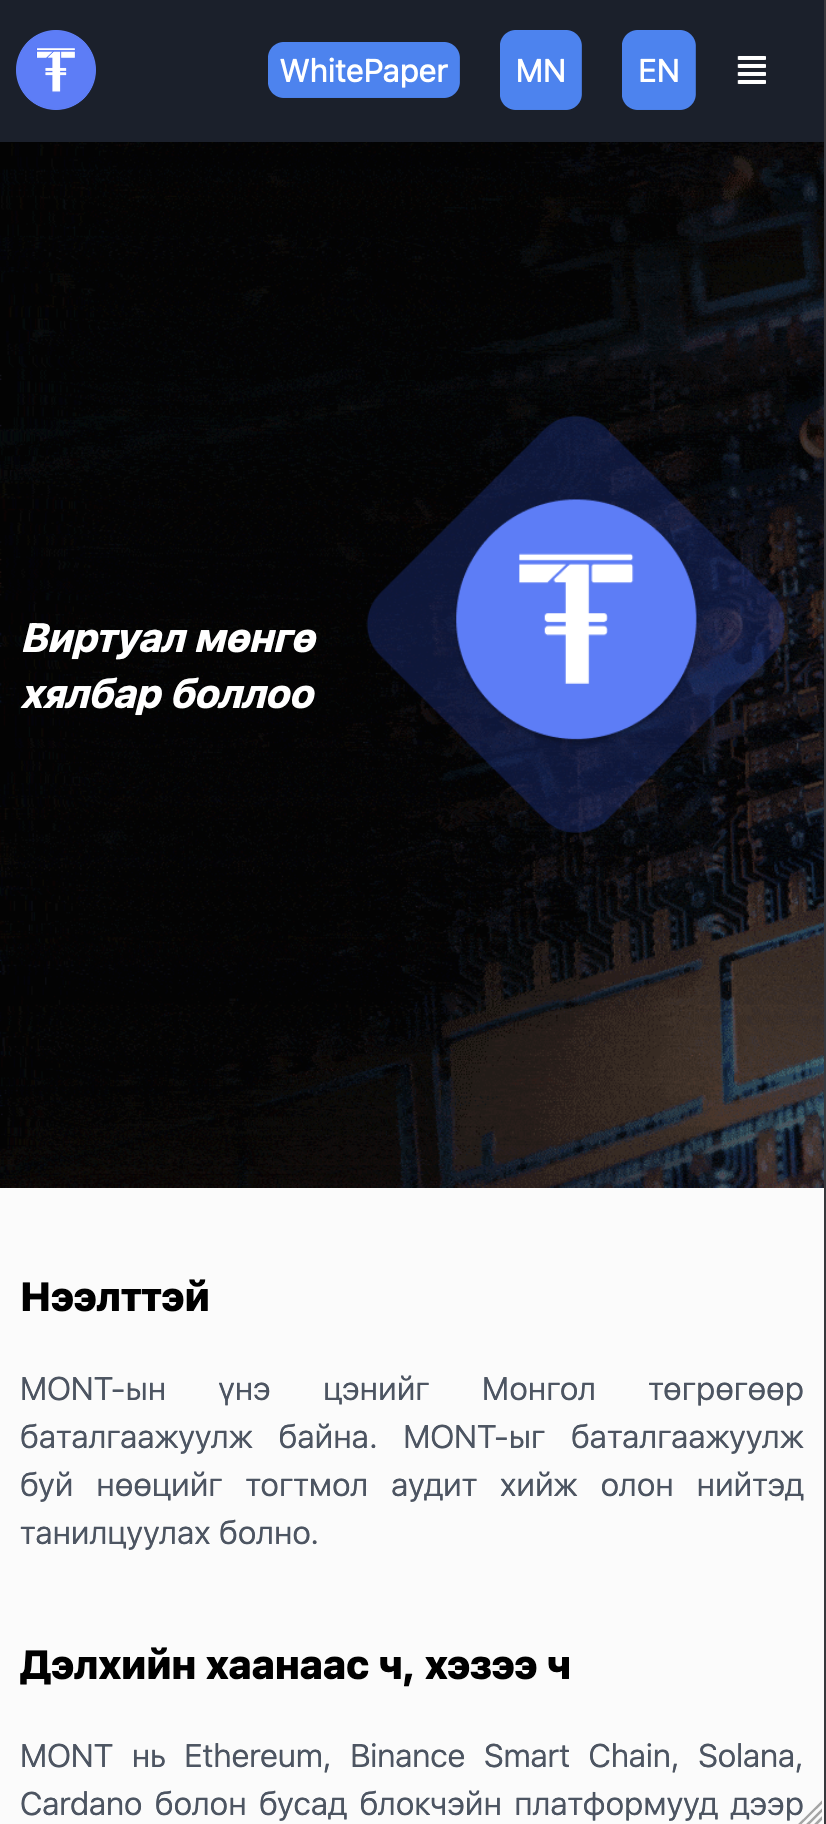 WhitePaper MN EN
Виртуал мөнгө
хялбар боллоо
Нээлттэй
MONT-ын үнэ цэнийг Монгол төгрөгөөр
баталгаажуулж байна. MONT-ыг баталгаажуулж
буй нөөцийг тогтмол аудит хийж олон нийтэд
танилцуулах болно.
Дэлхийн хаанаас ч, хэзээ ч
MONT нь Ethereum, Binance Smart Chain, Solana,
Cardano болон бусад блокчэйн платформууд дээр